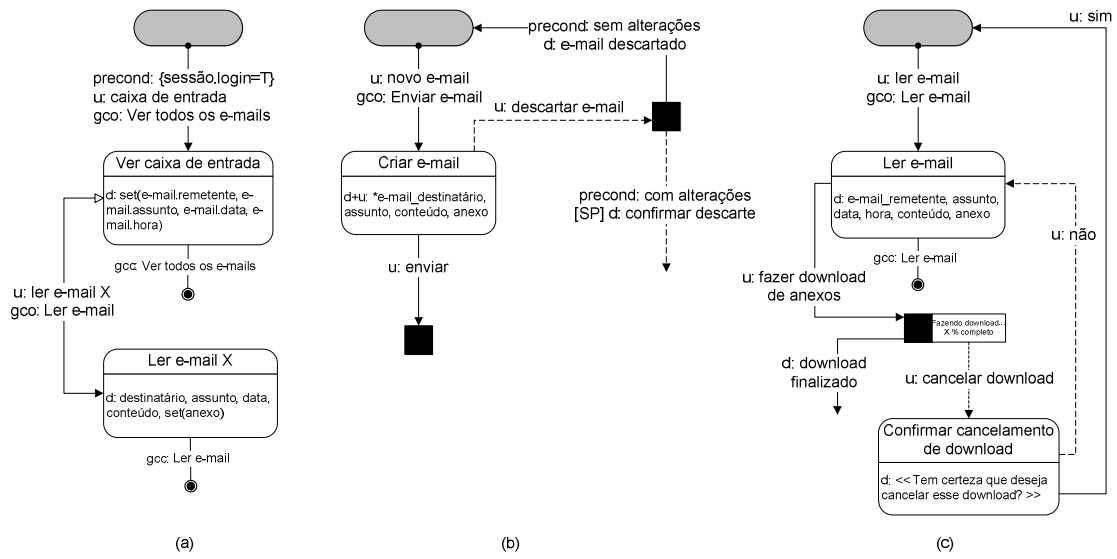 precond: {sessão.login=T}
u: caixa de entrada
gco: Ver todos os e-mails
Ver caixa de entrada
d: set(e-mail.remetente, e-
mail.assunto, e-mail.data, e-
mail.hora)
gcc: Ver todos os e-mails
u: ler e-mail X
gco: Ler e-mail
Ler e-mail X
d: destinatário, assunto, data,
conteúdo, set(anexo)
gcc: Ler e-mail
(a)
precond: sem alterações
d: e-mail descartado
u: novo e-mail
gco: Enviar e-mail
u: descartar e-mail
Criar e-mail
d+u: *e-mail_destinatário,
assunto, conteúdo, anexo
precond: com alterações
[SP] d: confirmar descarte
u: enviar
(b)
u: sim
u: ler e-mail
gco: Ler e-mail
Ler e-mail
d: e-mail_remetente, assunto,
data, hora, conteúdo, anexo
u: não
gcc: Ler e-mail
u: fazer download
de anexos
Fazendo download...
X % completo
d: download
finalizado
u: cancelar download
Confirmar cancelamento
de download
d: << Tem certeza que deseja
cancelar esse download? >>
(c)